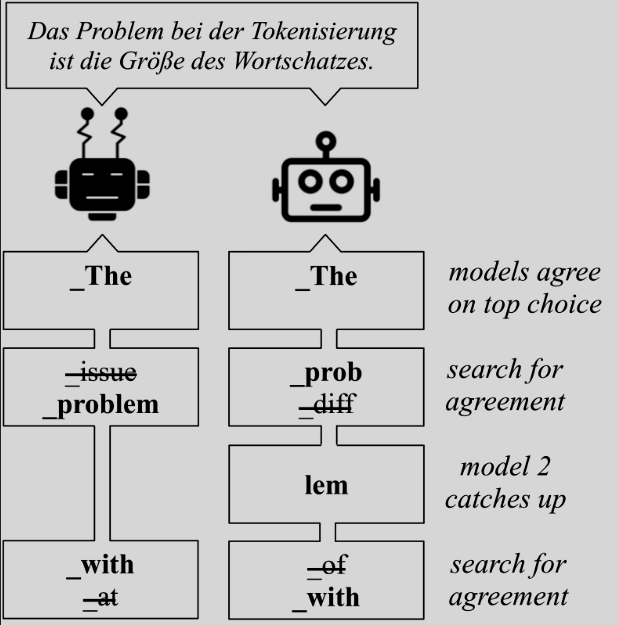 Das Problem bei der Tokenisierung
ist die Größe des Wortschatzes.
_The
_The
models agree
on top choice
_issue
_problem
_prob
_diff
search for
agreement
lem
model 2
catches up
_with
_at
_of
_with
search for
agreement